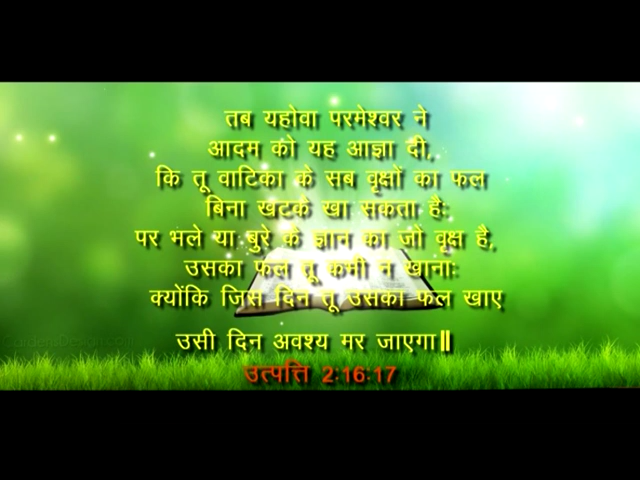 तब यहोवा परमेश्वर ने
आदम को यह आज्ञा दी,
कि तू वाटिका के सब वृक्षों का फल
बिना खटके खा सकता है:
पर भले या बुरे के ज्ञान का जो वृक्ष है,
उसका फल तू कभी न खाना:
क्योंकि जिस दिन तू उसका फल खाए
उसी दिन अवश्य मर जाएगा॥
उत्पत्ति 2:16:17